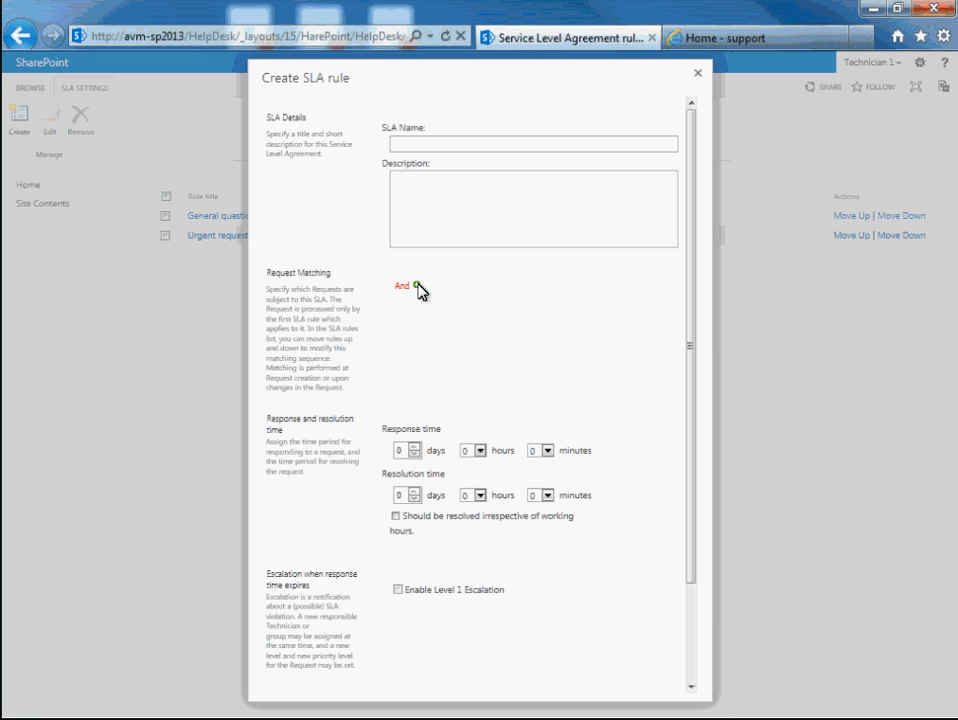 http://avm-sp2013/HelpDesk/_layouts/15/HarePoint/HelpDesk/
Service Level Agreement rul...
Home - support
SharePoint
Technician 1
BROWSE
SLA SETTINGS
SHARE
FOLLOW
Create
Edit
Remove
Manage
Home
Site Contents
Rule title
Actions
General questi
Move Up | Move Down
Urgent request
Move Up | Move Down
Create SLA rule
SLA Details
Specify a title and short
description for this Service
Level Agreement.
SLA Name:
Description:
Request Matching
Specify which Requests are
subject to this SLA. The
Request is processed only by
the first SLA rule which
applies to it. In the SLA rules
list, you can move rules up
and down to modify this
matching sequence.
Matching is performed at
Request creation or upon
changes in the Request.
And
Response and resolution
time
Assign the time period for
responding to a request, and
the time period for resolving
the request.
Response time
0 days 0 hours 0 minutes
Resolution time
0 days 0 hours 0 minutes
Should be resolved irrespective of working
hours.
Escalation when response
time expires
Escalation is a notification
about a (possible) SLA
violation. A new responsible
Technician or
group may be assigned at
the same time, and a new
level and new priority level
for the Request may be set.
Enable Level 1 Escalation